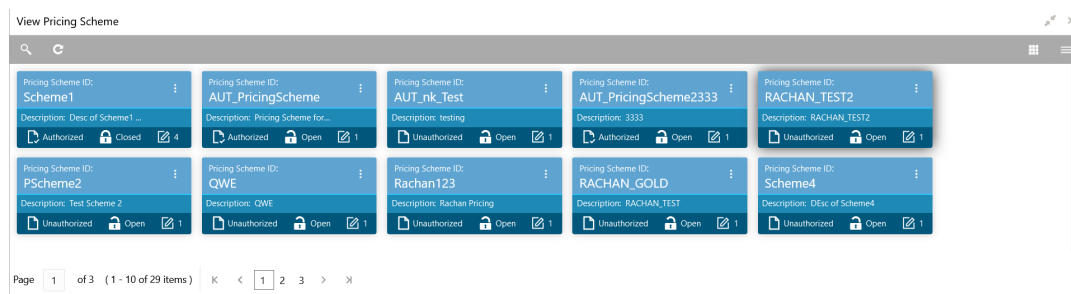 View Pricing Scheme
Pricing Scheme ID:
Scheme1
Description: Desc of Scheme1 ...
Authorized Closed 4
Pricing Scheme ID:
AUT_PricingScheme
Description: Pricing Scheme for...
Authorized Open 1
Pricing Scheme ID:
AUT_nk_Test
Description: testing
Unauthorized Open 1
Pricing Scheme ID:
AUT_PricingScheme2333
Description: 3333
Authorized Open 1
Pricing Scheme ID:
RACHAN_TEST2
Description: RACHAN_TEST2
Unauthorized Open 1
Pricing Scheme ID:
PScheme2
Description: Test Scheme 2
Unauthorized Open 1
Pricing Scheme ID:
QWE
Description: QWE
Unauthorized Open 1
Pricing Scheme ID:
Rachan123
Description: Rachan Pricing
Unauthorized Open 1
Pricing Scheme ID:
RACHAN_GOLD
Description: RACHAN_TEST
Unauthorized Open 1
Pricing Scheme ID:
Scheme4
Description: DEsc of Scheme4
Unauthorized Open 1
Page 1 of 3 ( 1 - 10 of 29 items ) 1 2 3